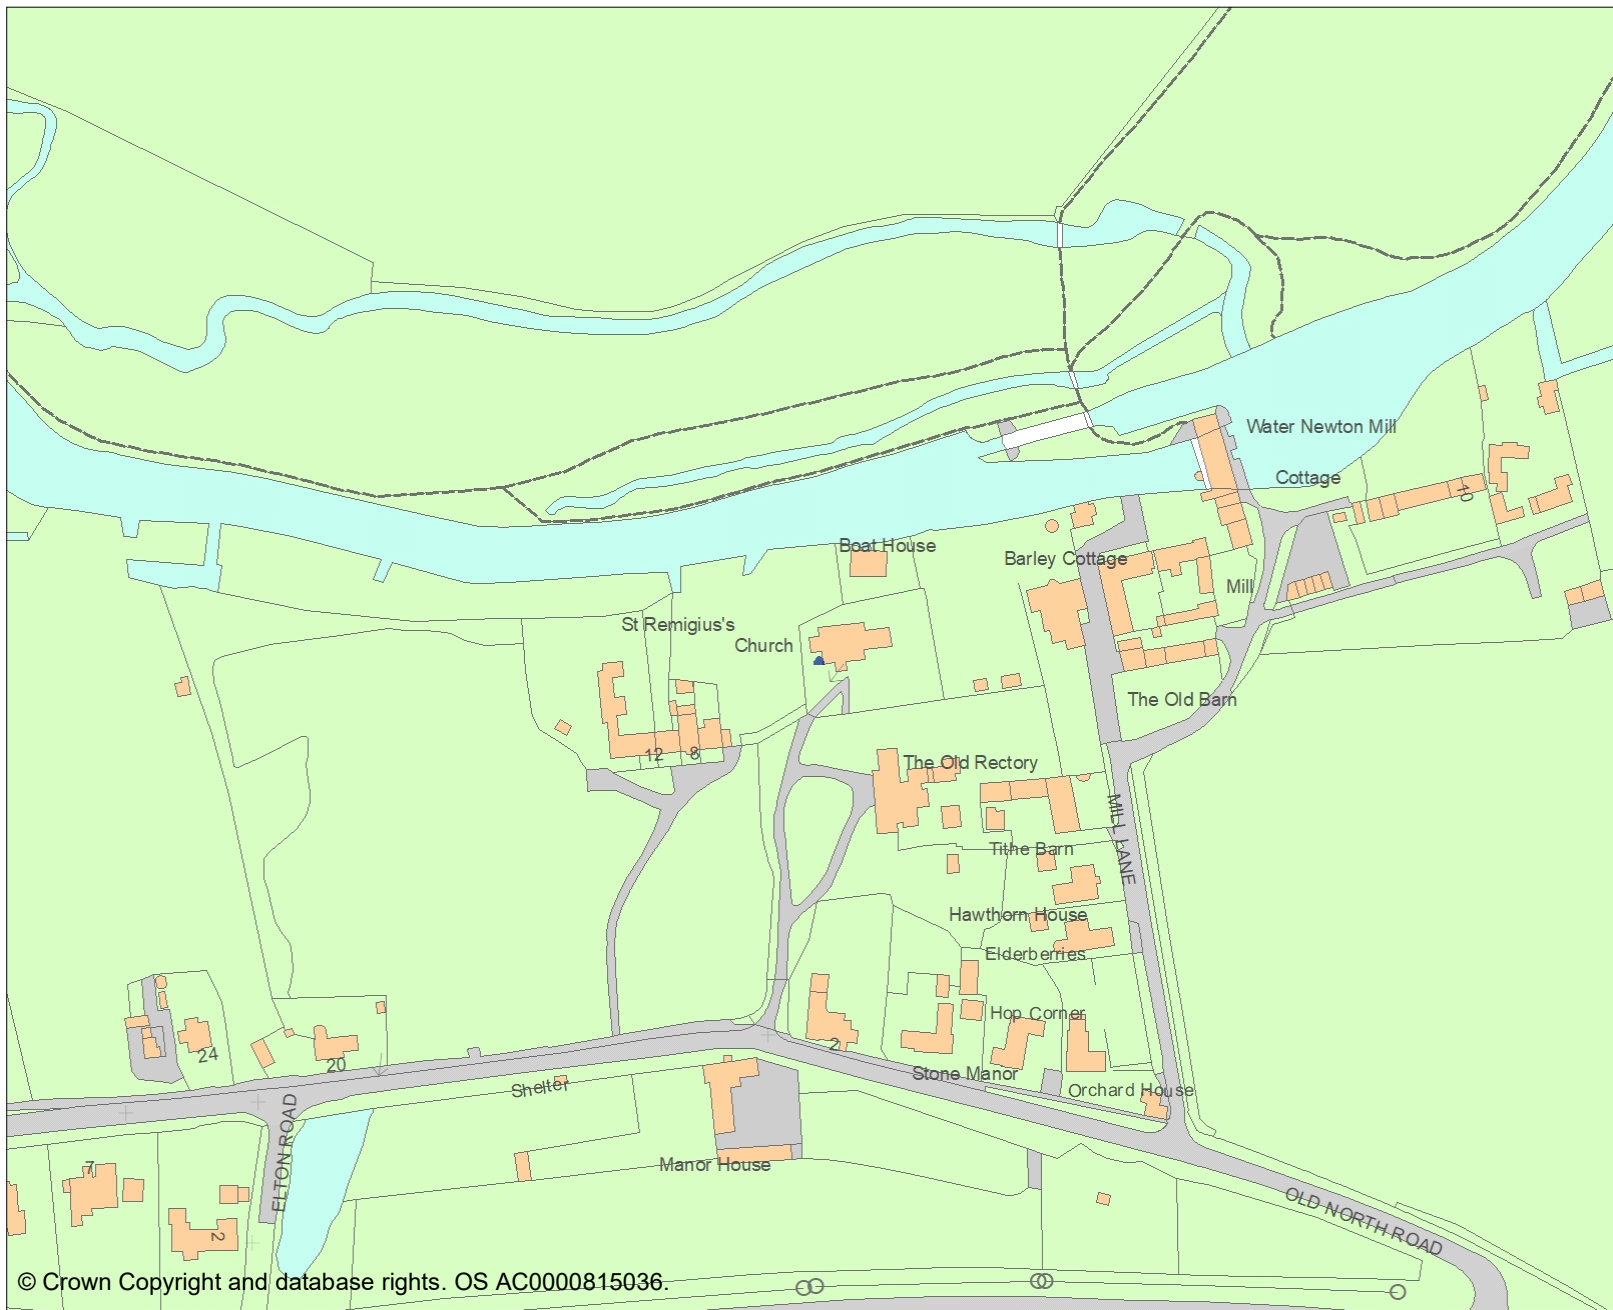 Water Newton Mill
Cottage
10
Boat House
Barley Cottage
Mill
St Remigius's
Church
The Old Barn
12
8
The Old Rectory
MILL LANE
Tithe Barn
Hawthorn House
Elderberries
Hop Corner
24
20
2
Stone Manor
Orchard House
Shelter
ELTON ROAD
7
Manor House
2
OLD NORTH ROAD
© Crown Copyright and database rights. OS AC0000815036.